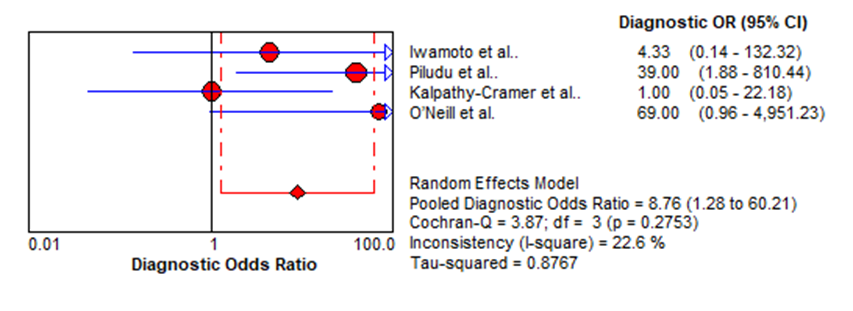 Diagnostic OR (95% CI)
Iwamoto et al.. 4.33 (0.14 - 132.32)
Piludu et al.. 39.00 (1.88 - 810.44)
Kalpathy-Cramer et al.. 1.00 (0.05 - 22.18)
O'Neill et al. 69.00 (0.96 - 4,951.23)
Random Effects Model
Pooled Diagnostic Odds Ratio = 8.76 (1.28 to 60.21)
Cochran-Q = 3.87; df = 3 (p = 0.2753)
Inconsistency (I-square) = 22.6 %
Tau-squared = 0.8767
0.01 1 100.0
Diagnostic Odds Ratio